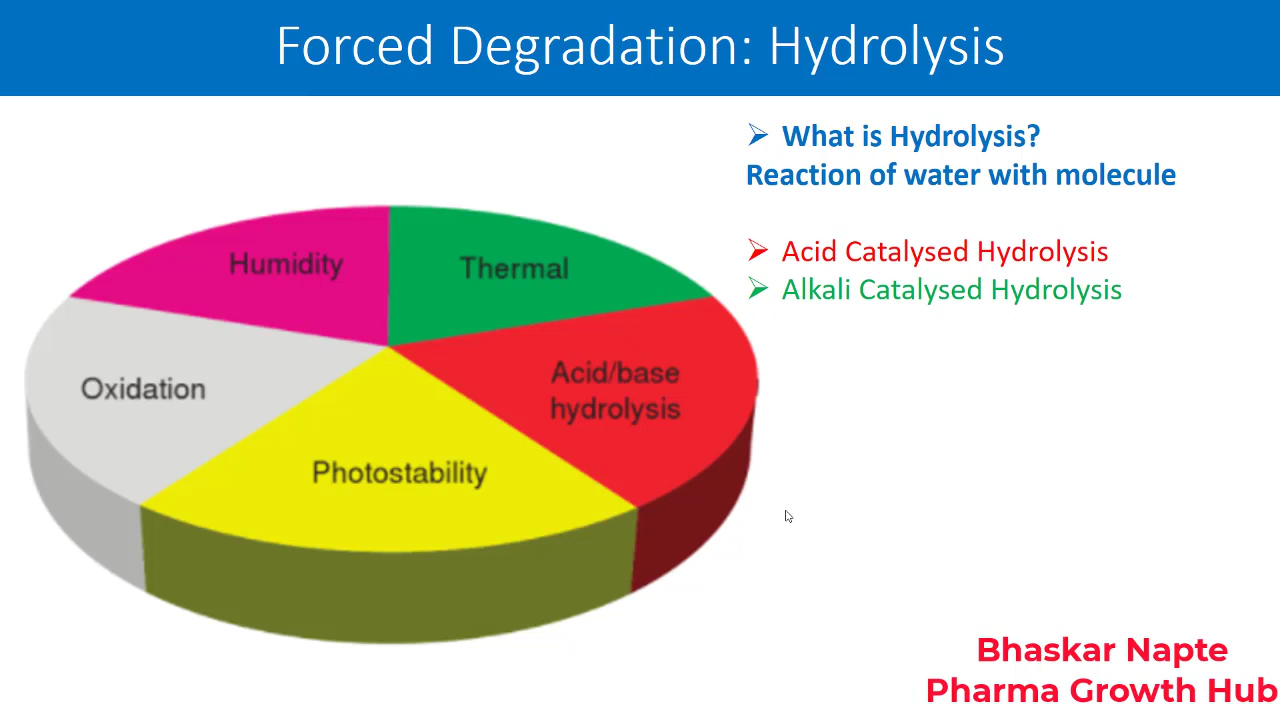 Forced Degradation: Hydrolysis
What is Hydrolysis?
Reaction of water with molecule
Acid Catalysed Hydrolysis
Alkali Catalysed Hydrolysis
Humidity
Thermal
Oxidation
Acid/base
hydrolysis
Photostability
Bhaskar Napte
Pharma Growth Hub